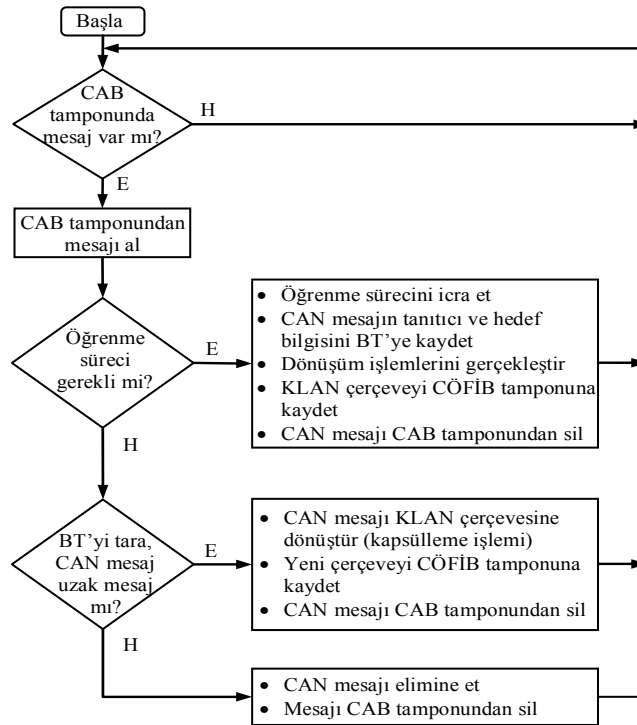 Başla
CAB
tamponunda
mesaj var mı?
H
E
CAB tamponundan
mesajı al
Öğrenme
süreci
gerekli mi?
E
• Öğrenme sürecini icra et
• CAN mesajın tanıtıcı ve hedef
bilgisini BT’ye kaydet
• Dönüşüm işlemlerini gerçekleştir
• KLAN çerçeveyi CÖFİB tamponuna
kaydet
• CAN mesajı CAB tamponundan sil
H
BT’yi tara,
CAN mesaj
uzak mesaj
mı?
E
• CAN mesajı KLAN çerçevesine
dönüştür (kapsülleme işlemi)
• Yeni çerçeveyi CÖFİB tamponuna
kaydet
• CAN mesajı CAB tamponundan sil
H
• CAN mesajı elimine et
• Mesajı CAB tamponundan sil